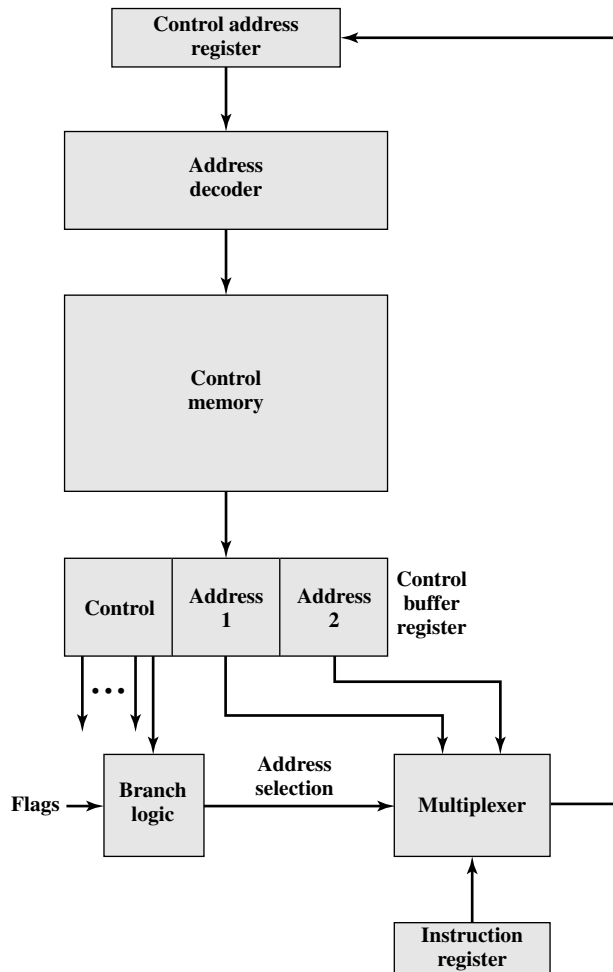 Control address
register
Address
decoder
Control
memory
Control
Address
1
Address
2
Control
buffer
register
Flags
Branch
logic
Address
selection
Multiplexer
Instruction
register